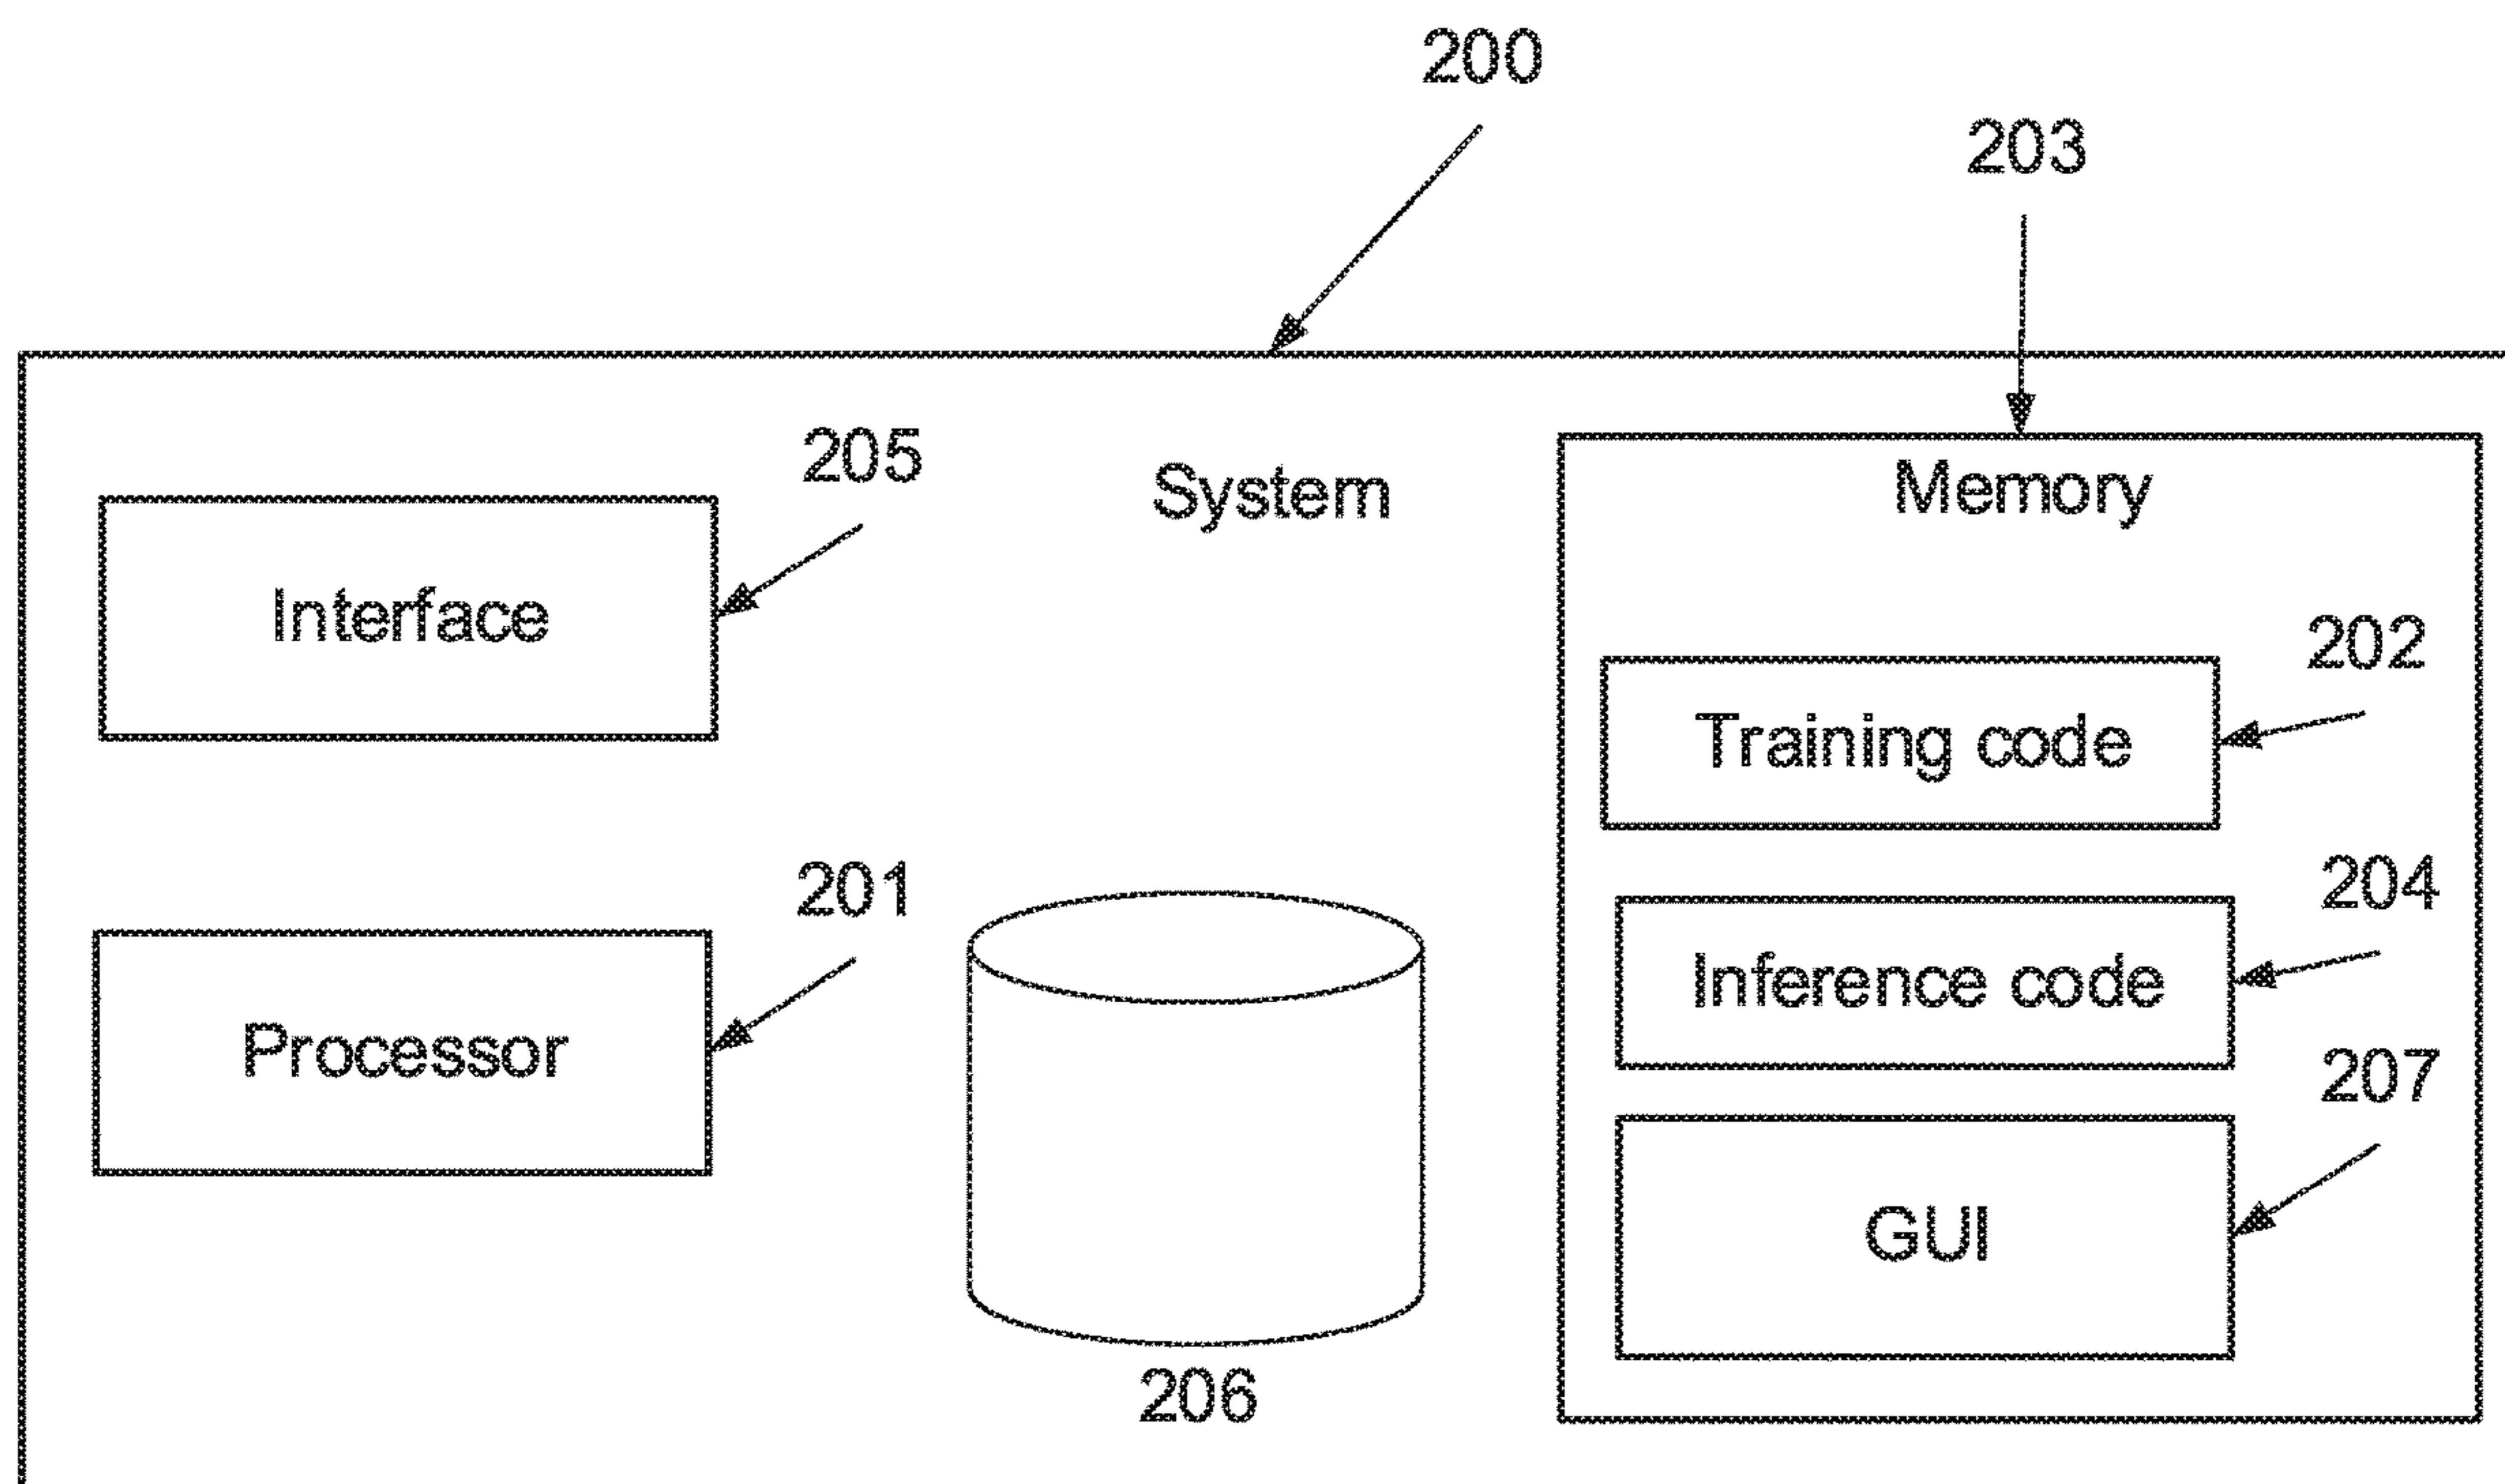 200
203
205
System
Memory
Interface
202
Training code
201
204
Inference code
Processor
207
GUI
206